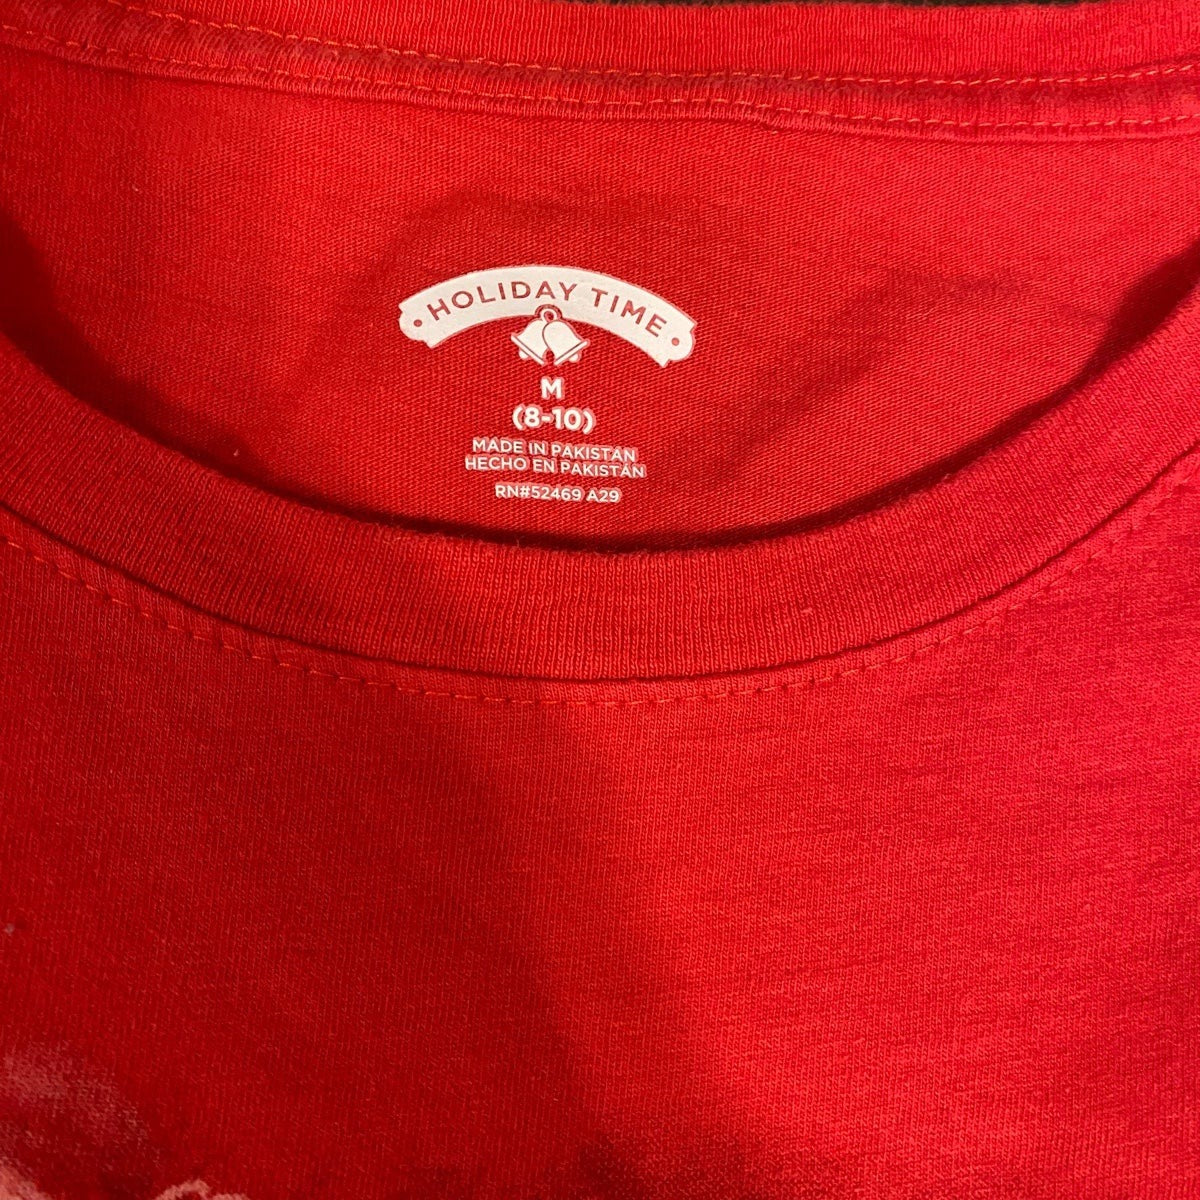 HOLIDAY TIME
M
(8-10)
MADE IN PAKISTAN
HECHO EN PAKISTÁN
RN#52469 A29